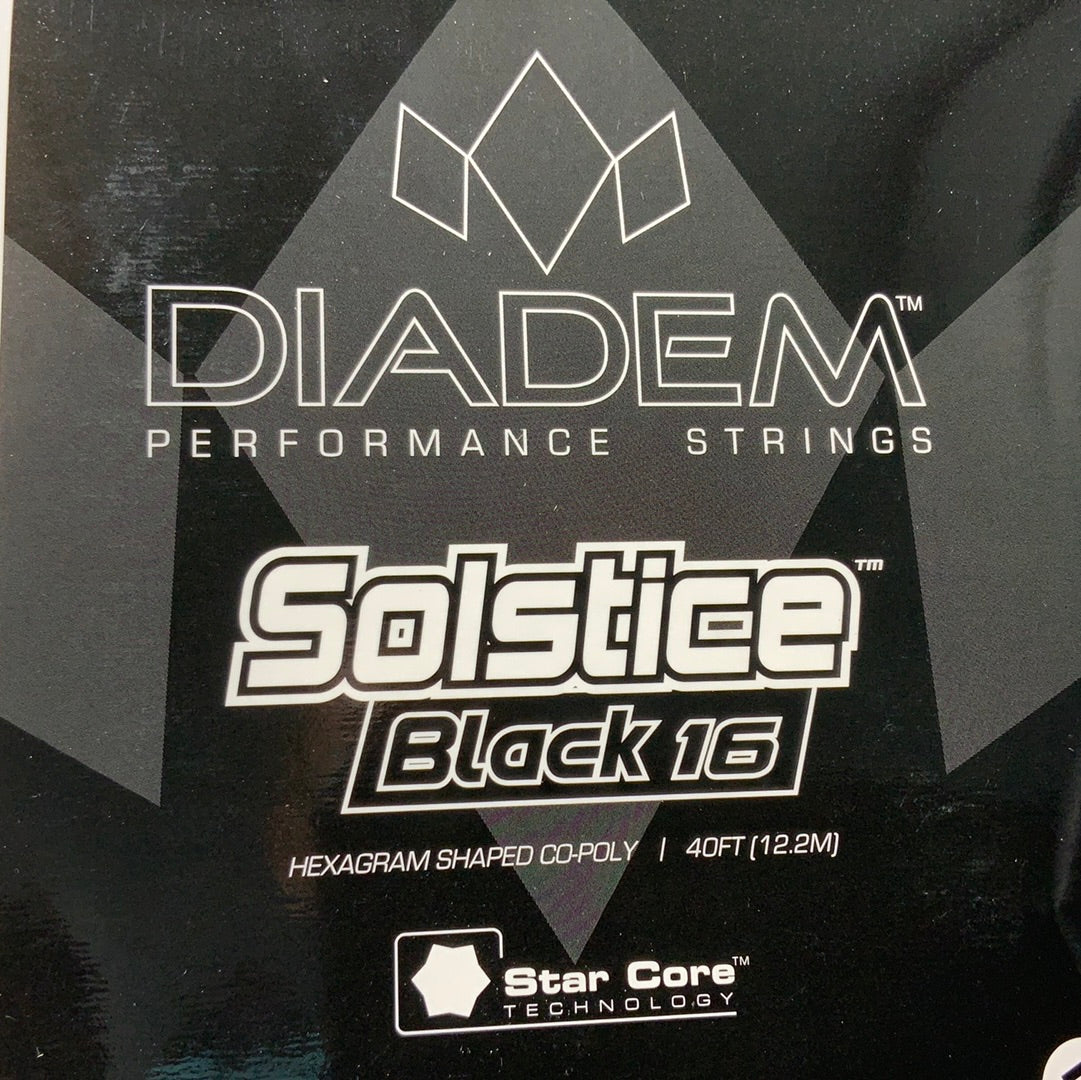 DIADEM™
PERFORMANCE STRINGS
Solstice™
Black 16
HEXAGRAM SHAPED CO-POLY | 40FT (12.2M)
Star Core™
TECHNOLOGY